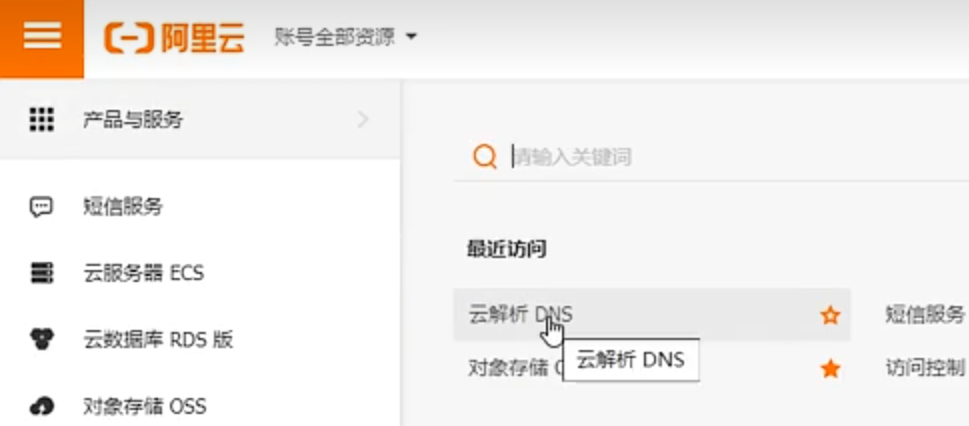 阿里云 账号全部资源
产品与服务
请输入关键词
短信服务
最近访问
云服务器 ECS
云解析 DNS 短信服务
云数据库 RDS 版
云解析 DNS
对象存储 访问控制
对象存储 OSS